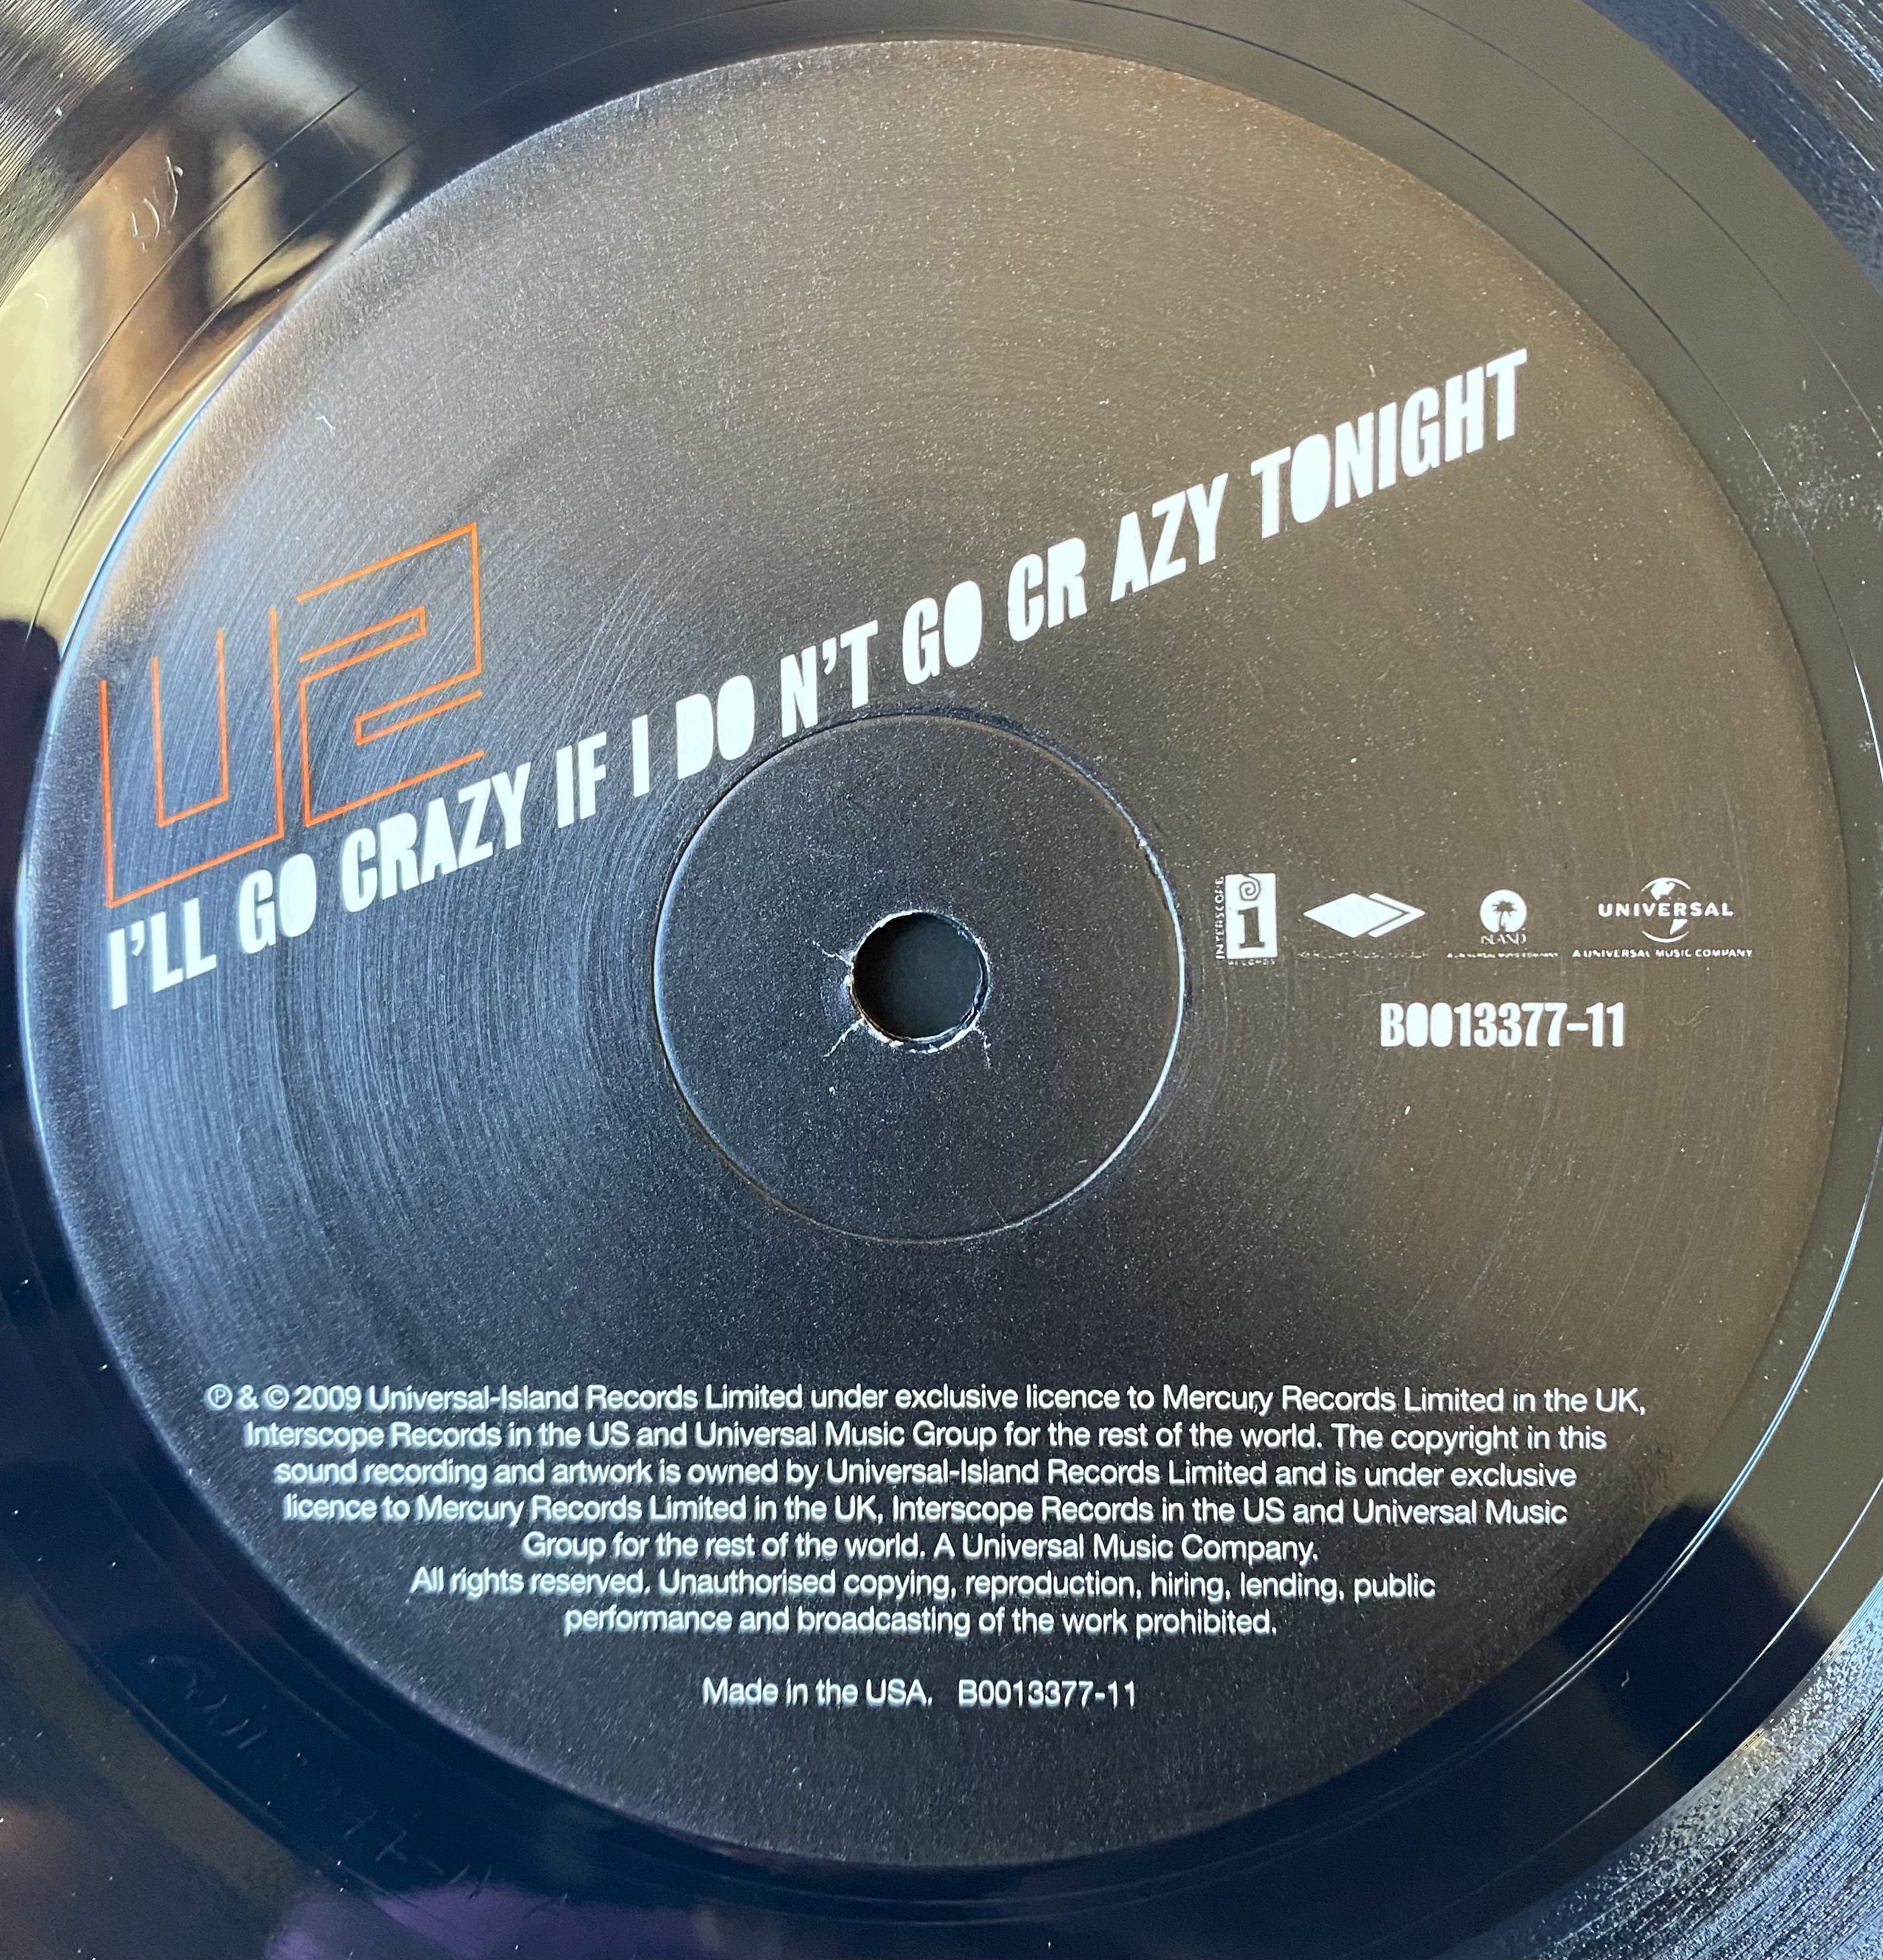 U2
I'LL GO CRAZY IF I DO N'T GO CR AZY TONIGHT
INTERSCOPE
RECORDS
ISLAND
UNIVERSAL
A UNIVERSAL MUSIC COMPANY
A UNIVERSAL MUSIC COMPANY
B0013377-11
℗ & © 2009 Universal-Island Records Limited under exclusive licence to Mercury Records Limited in the UK,
Interscope Records in the US and Universal Music Group for the rest of the world. The copyright in this
sound recording and artwork is owned by Universal-Island Records Limited and is under exclusive
licence to Mercury Records Limited in the UK, Interscope Records in the US and Universal Music
Group for the rest of the world. A Universal Music Company.
All rights reserved. Unauthorised copying, reproduction, hiring, lending, public
performance and broadcasting of the work prohibited.
Made in the USA. B0013377-11